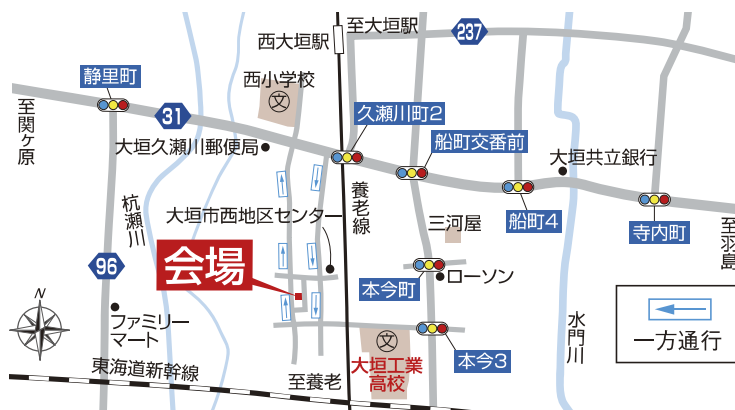 至大垣駅
西大垣駅
237
静里町
西小学校
文
31
久瀬川町2
至関ヶ原
大垣久瀬川郵便局
船町交番前
大垣共立銀行
杭瀬川
大垣市西地区センター
養老線
三河屋
船町4
寺内町
至羽島
会場
96
本今町
ローソン
N
ファミリー
マート
水門川
一方通行
文
大垣工業
高校
本今3
東海道新幹線
至養老